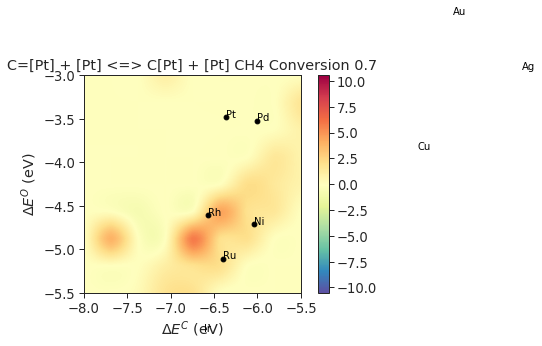 Au
C=[Pt] + [Pt] <=> C[Pt] + [Pt] CH4 Conversion 0.7
Ag
−3.0
−3.5
−4.0
−4.5
−5.0
−5.5
ΔE^O (eV)
Pt
Pd
Rh
Ni
Ru
10.0
7.5
5.0
2.5
0.0
−2.5
−5.0
−7.5
−10.0
Cu
−8.0 −7.5 −7.0 −6.5 −6.0 −5.5
ΔE^C (eV)
Ir